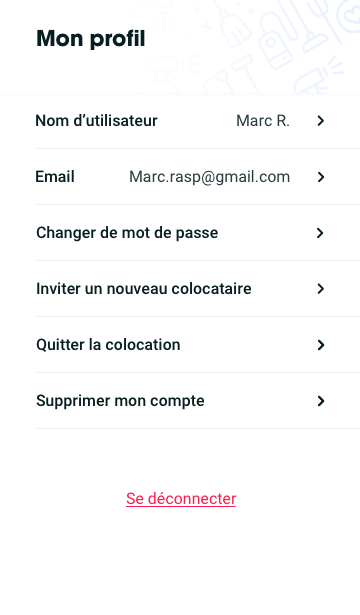 Mon profil
Nom d’utilisateur Marc R.
Email Marc.rasp@gmail.com
Changer de mot de passe
Inviter un nouveau colocataire
Quitter la colocation
Supprimer mon compte
Se déconnecter